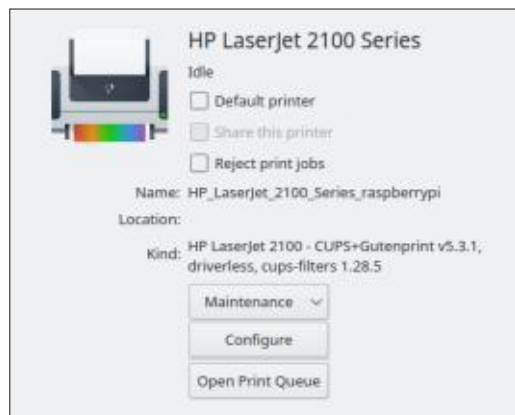 HP LaserJet 2100 Series
Idle
Default printer
Share this printer
Reject print jobs
Name: HP_LaserJet_2100_Series_raspberrypi
Location:
Kind: HP LaserJet 2100 - CUPS+Gutenprint v5.3.1,
driverless, cups-filters 1.28.5
Maintenance
Configure
Open Print Queue